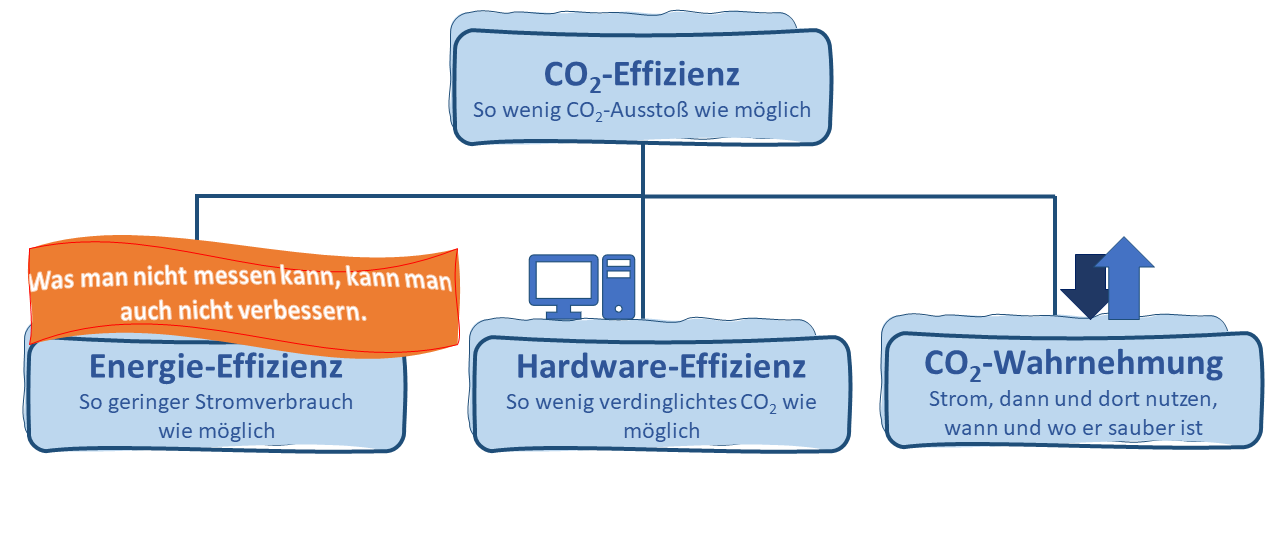 CO₂-Effizienz
So wenig CO₂-Ausstoß wie möglich
Was man nicht messen kann, kann man
auch nicht verbessern.
Energie-Effizienz
So geringer Stromverbrauch
wie möglich
Hardware-Effizienz
So wenig verdinglichtes CO₂ wie
möglich
CO₂-Wahrnehmung
Strom, dann und dort nutzen,
wann und wo er sauber ist